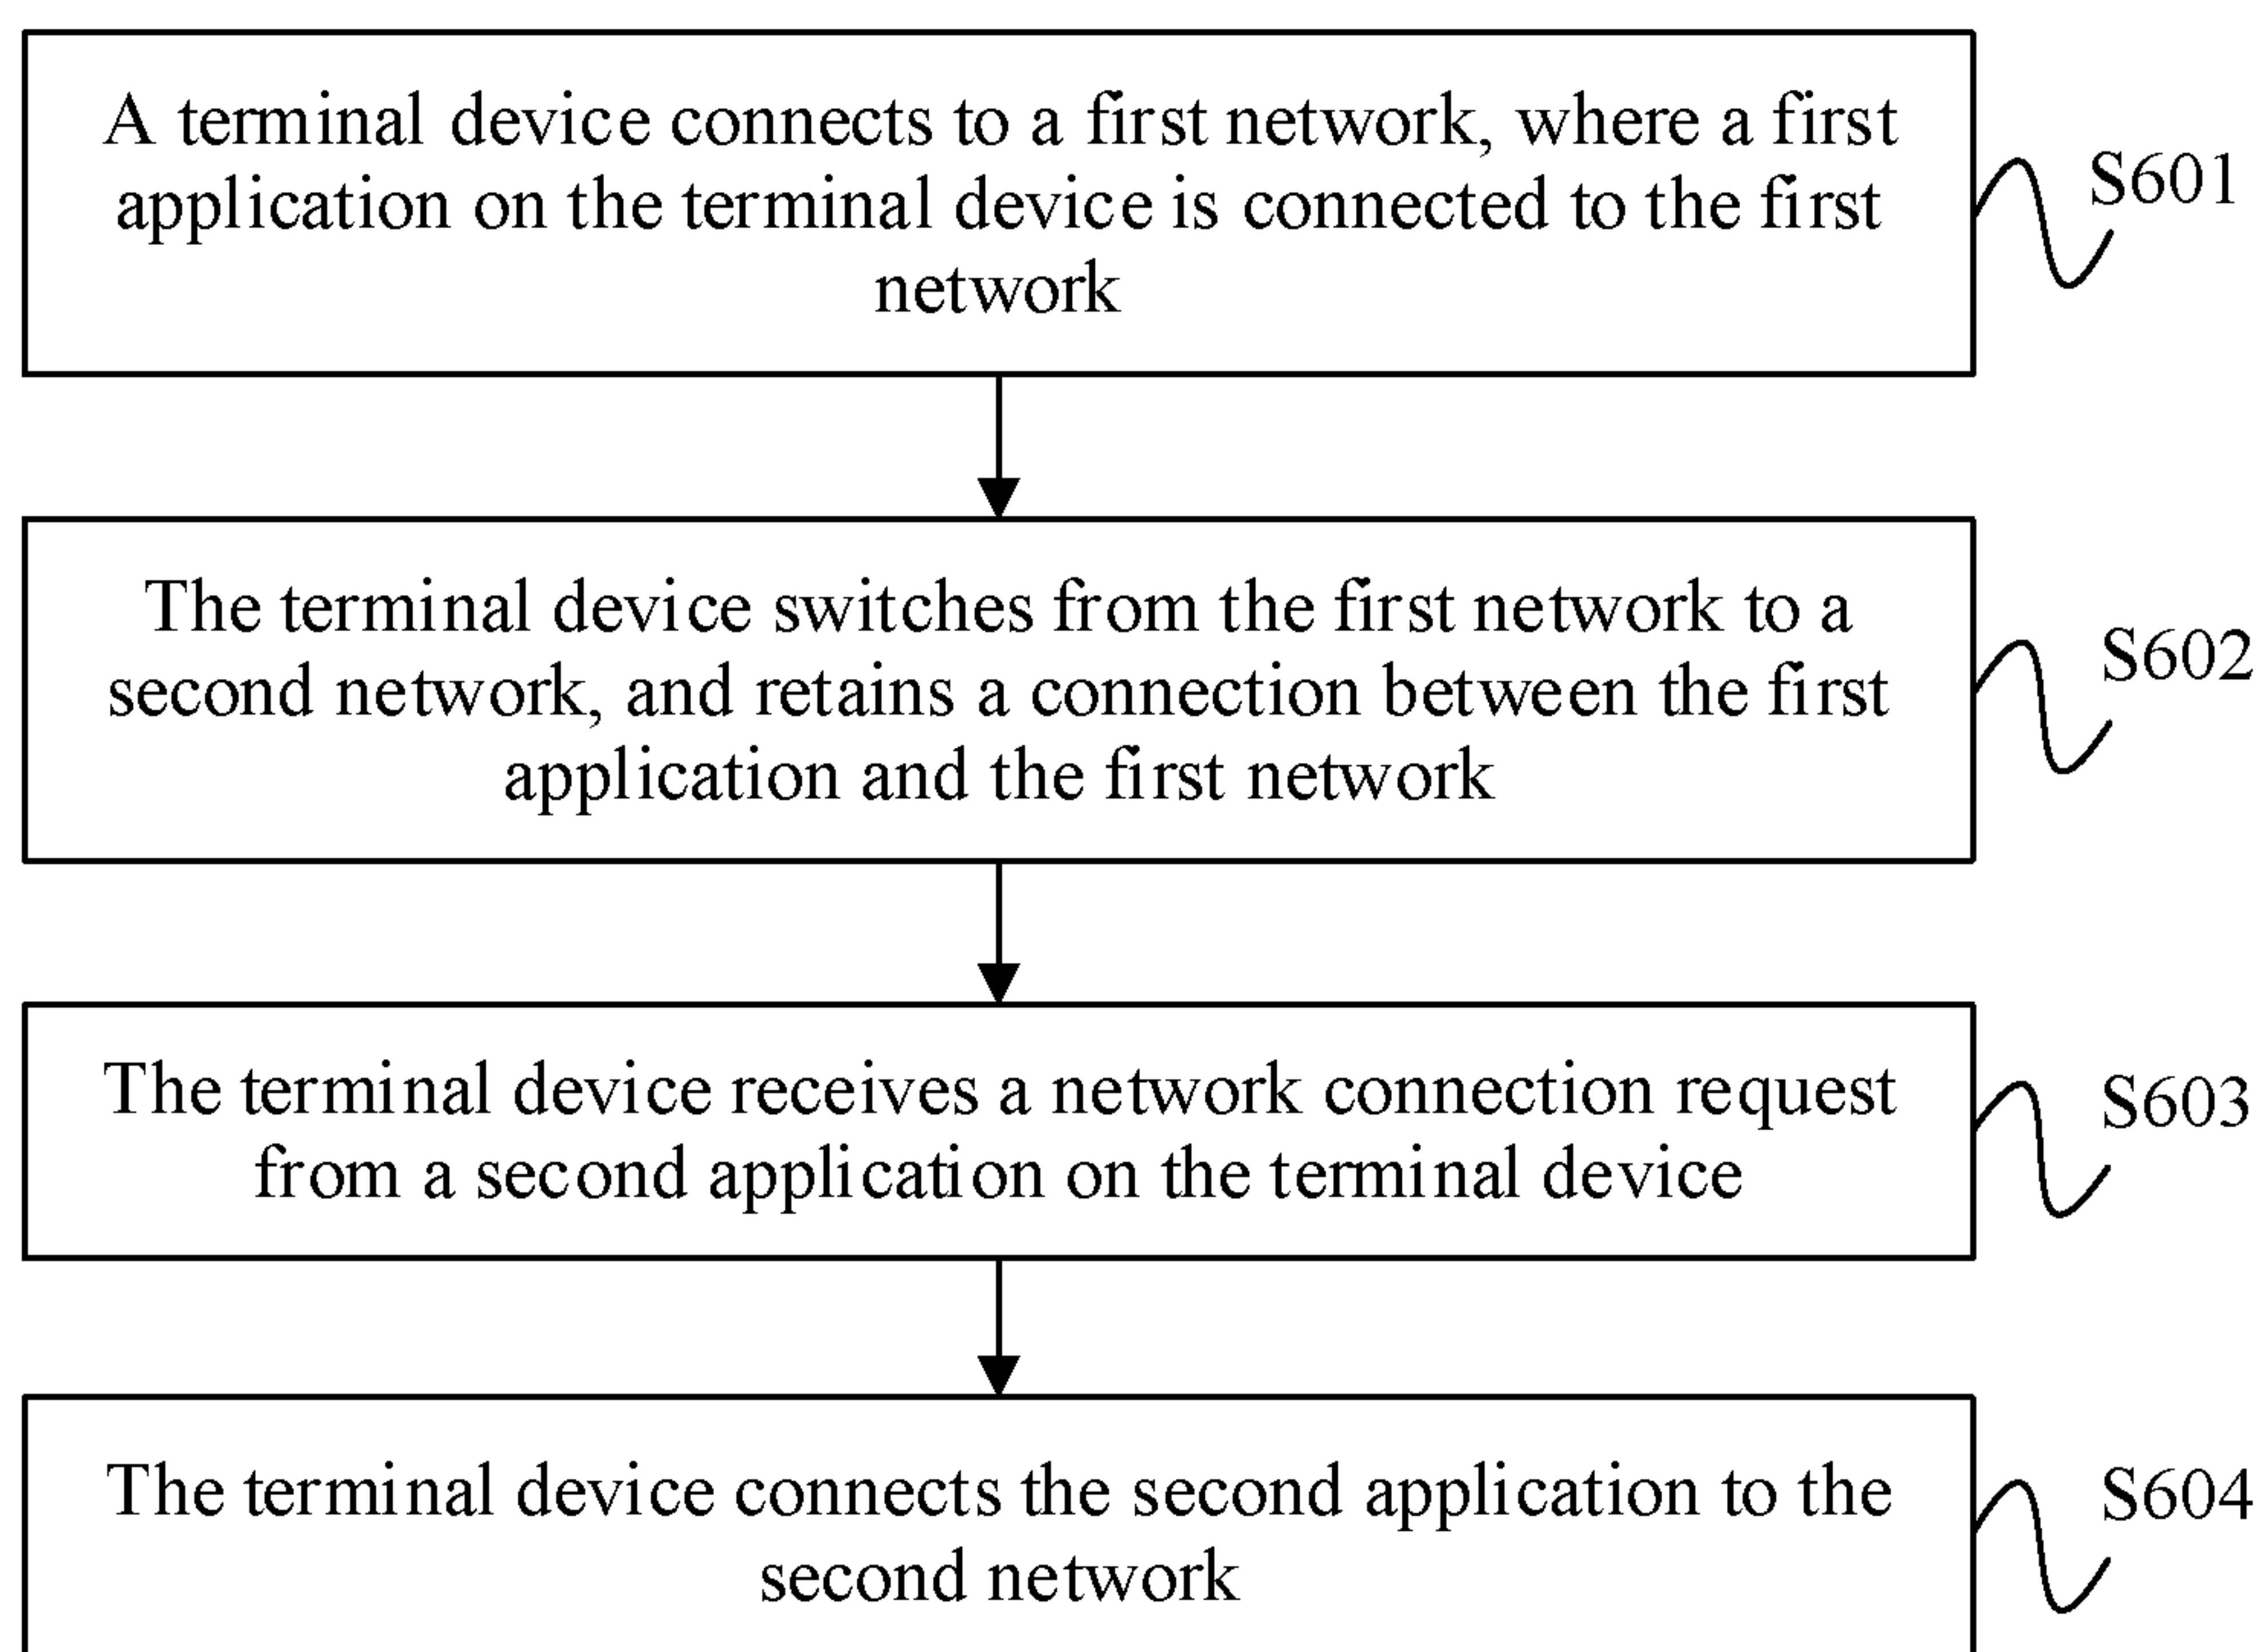 A terminal device connects to a first network, where a first
application on the terminal device is connected to the first
network
S601
The terminal device switches from the first network to a
second network, and retains a connection between the first
application and the first network
S602
The terminal device receives a network connection request
from a second application on the terminal device
S603
The terminal device connects the second application to the
second network
S604